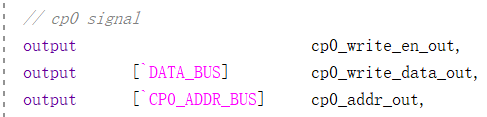 // cp0 signal
output cp0_write_en_out,
output [`DATA_BUS] cp0_write_data_out,
output [`CP0_ADDR_BUS] cp0_addr_out,